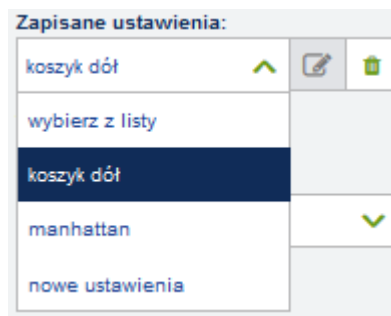 Zapisane ustawienia:
koszyk dół
wybierz z listy
koszyk dół
manhattan
nowe ustawienia